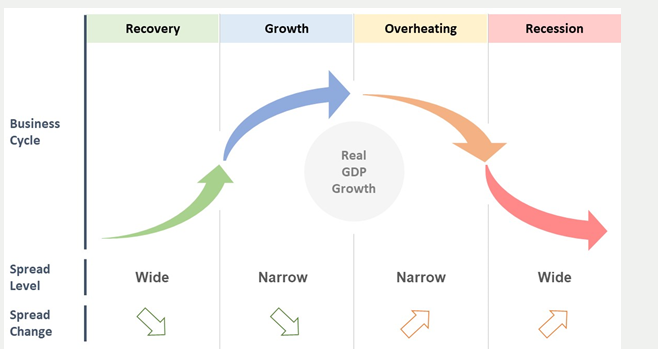 Recovery Growth Overheating Recession
Business
Cycle
Real
GDP
Growth
Spread
Level
Wide Narrow Narrow Wide
Spread
Change